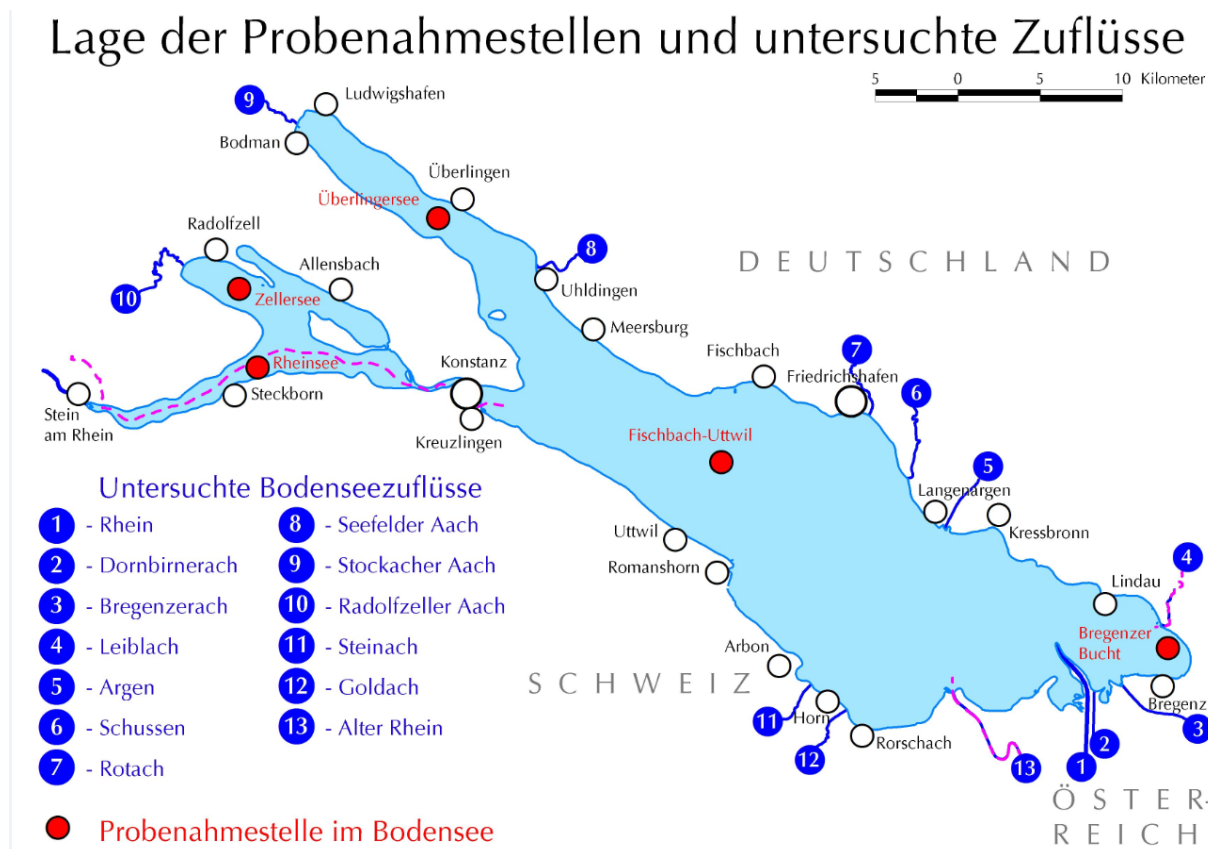 Lage der Probenahmestellen und untersuchte Zuflüsse
5 0 5 10 Kilometer
9
Ludwigshafen
Bodman
Überlingen
Überlingersee
Radolfzell
8
DEUTSCHLAND
Allensbach
Uhldingen
10
Zellersee
Meersburg
Fischbach
7
Rheinsee
Konstanz
Friedrichshafen
6
Steckborn
Stein
am Rhein
Kreuzlingen
Fischbach-Uttwil
5
Langenargen
Kressbronn
Uttwil
Romanshorn
4
Lindau
Bregenzer
Bucht
Arbon
SCHWEIZ
Bregenz
11
Horn
3
12
Rorschach
13
2
1
ÖSTER-
REICH
Untersuchte Bodenseezuflüsse
1 - Rhein
2 - Dornbirnerach
3 - Bregenzerach
4 - Leiblach
5 - Argen
6 - Schussen
7 - Rotach
8 - Seefelder Aach
9 - Stockacher Aach
10 - Radolfzeller Aach
11 - Steinach
12 - Goldach
13 - Alter Rhein
Probenahmestelle im Bodensee